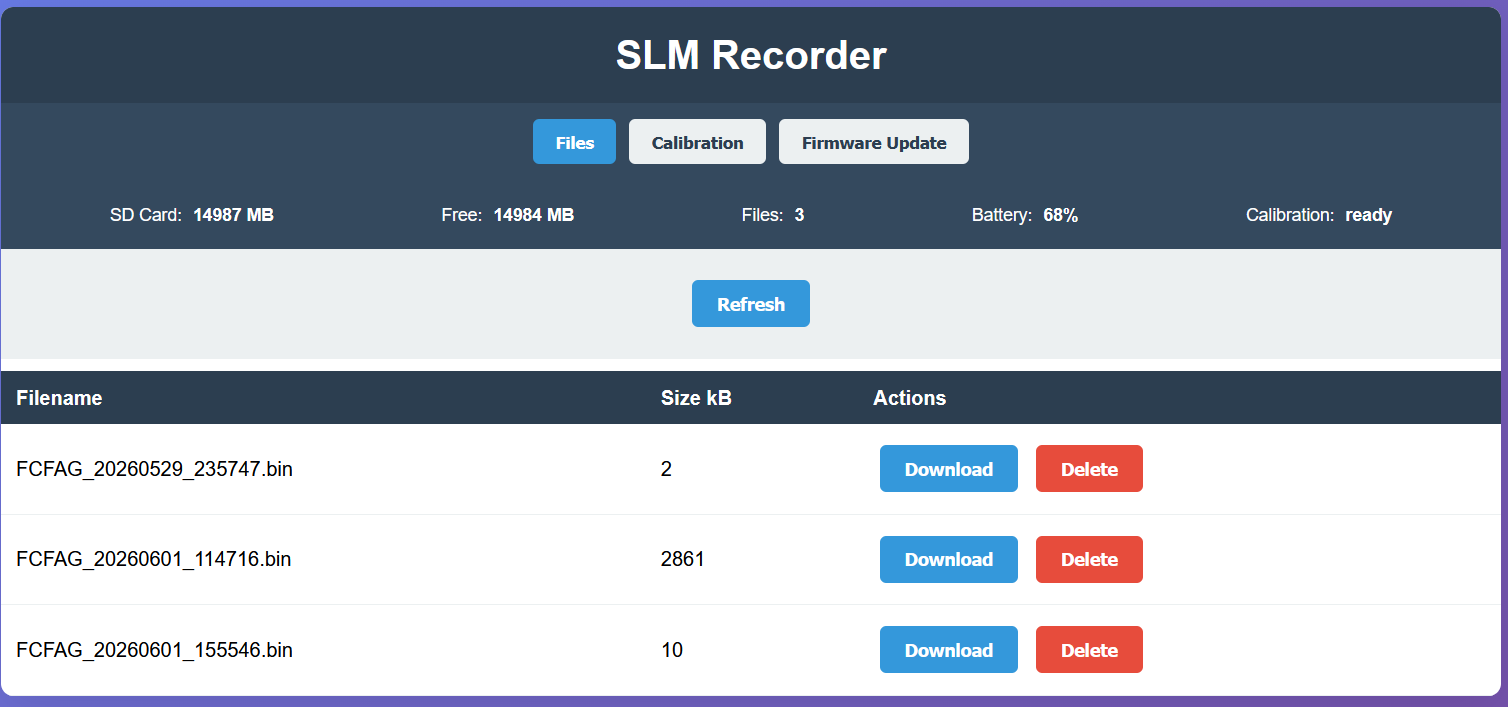 SLM Recorder
Files Calibration Firmware Update
SD Card: 14987 MB Free: 14984 MB Files: 3 Battery: 68% Calibration: ready
Refresh
Filename Size kB Actions
FCFAG_20260529_235747.bin 2 Download Delete
FCFAG_20260601_114716.bin 2861 Download Delete
FCFAG_20260601_155546.bin 10 Download Delete